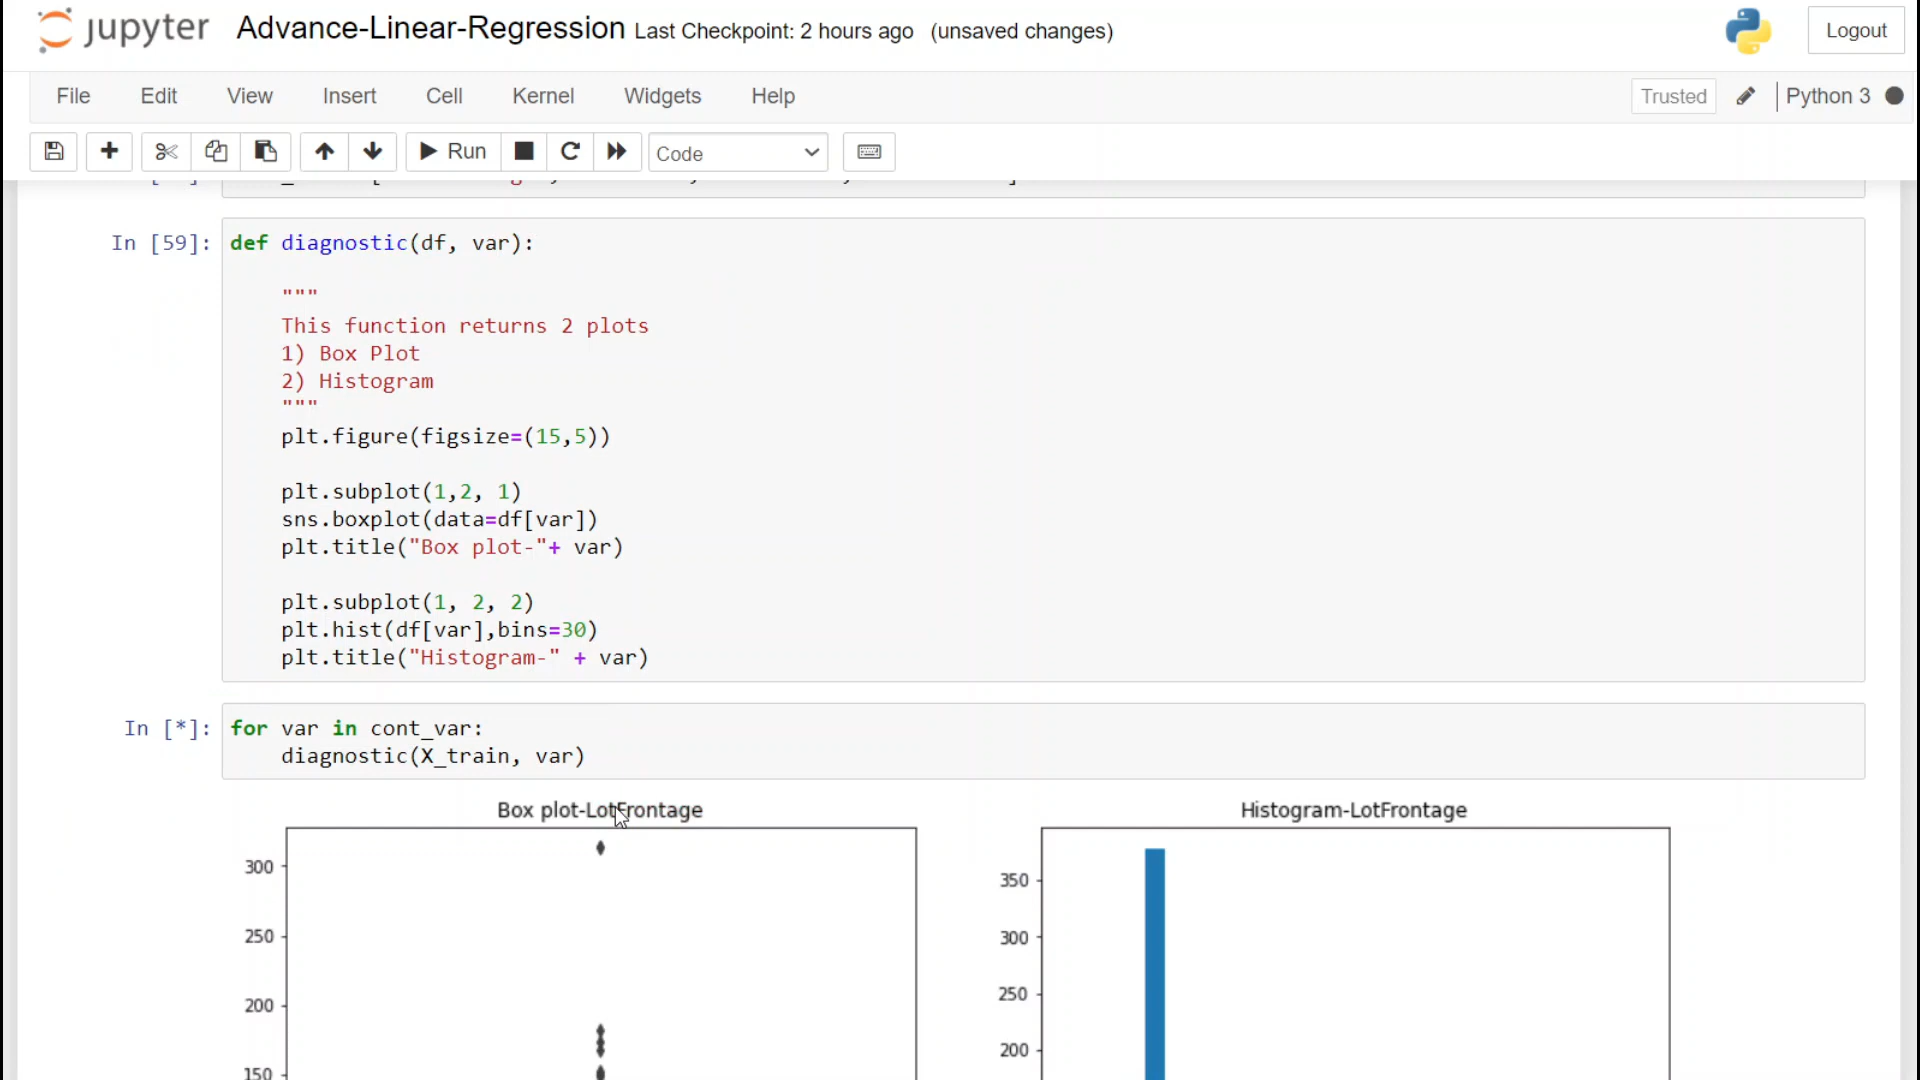 jupyter Advance-Linear-Regression Last Checkpoint: 2 hours ago (unsaved changes)
Logout
File Edit View Insert Cell Kernel Widgets Help
Trusted Python 3
Run Code
In [59]: def diagnostic(df, var):
"""
This function returns 2 plots
1) Box Plot
2) Histogram
"""
plt.figure(figsize=(15,5))
plt.subplot(1,2, 1)
sns.boxplot(data=df[var])
plt.title("Box plot-"+ var)
plt.subplot(1, 2, 2)
plt.hist(df[var],bins=30)
plt.title("Histogram-" + var)
In [*]: for var in cont_var:
diagnostic(X_train, var)
Box plot-LotFrontage
300
250
200
150
Histogram-LotFrontage
350
300
250
200